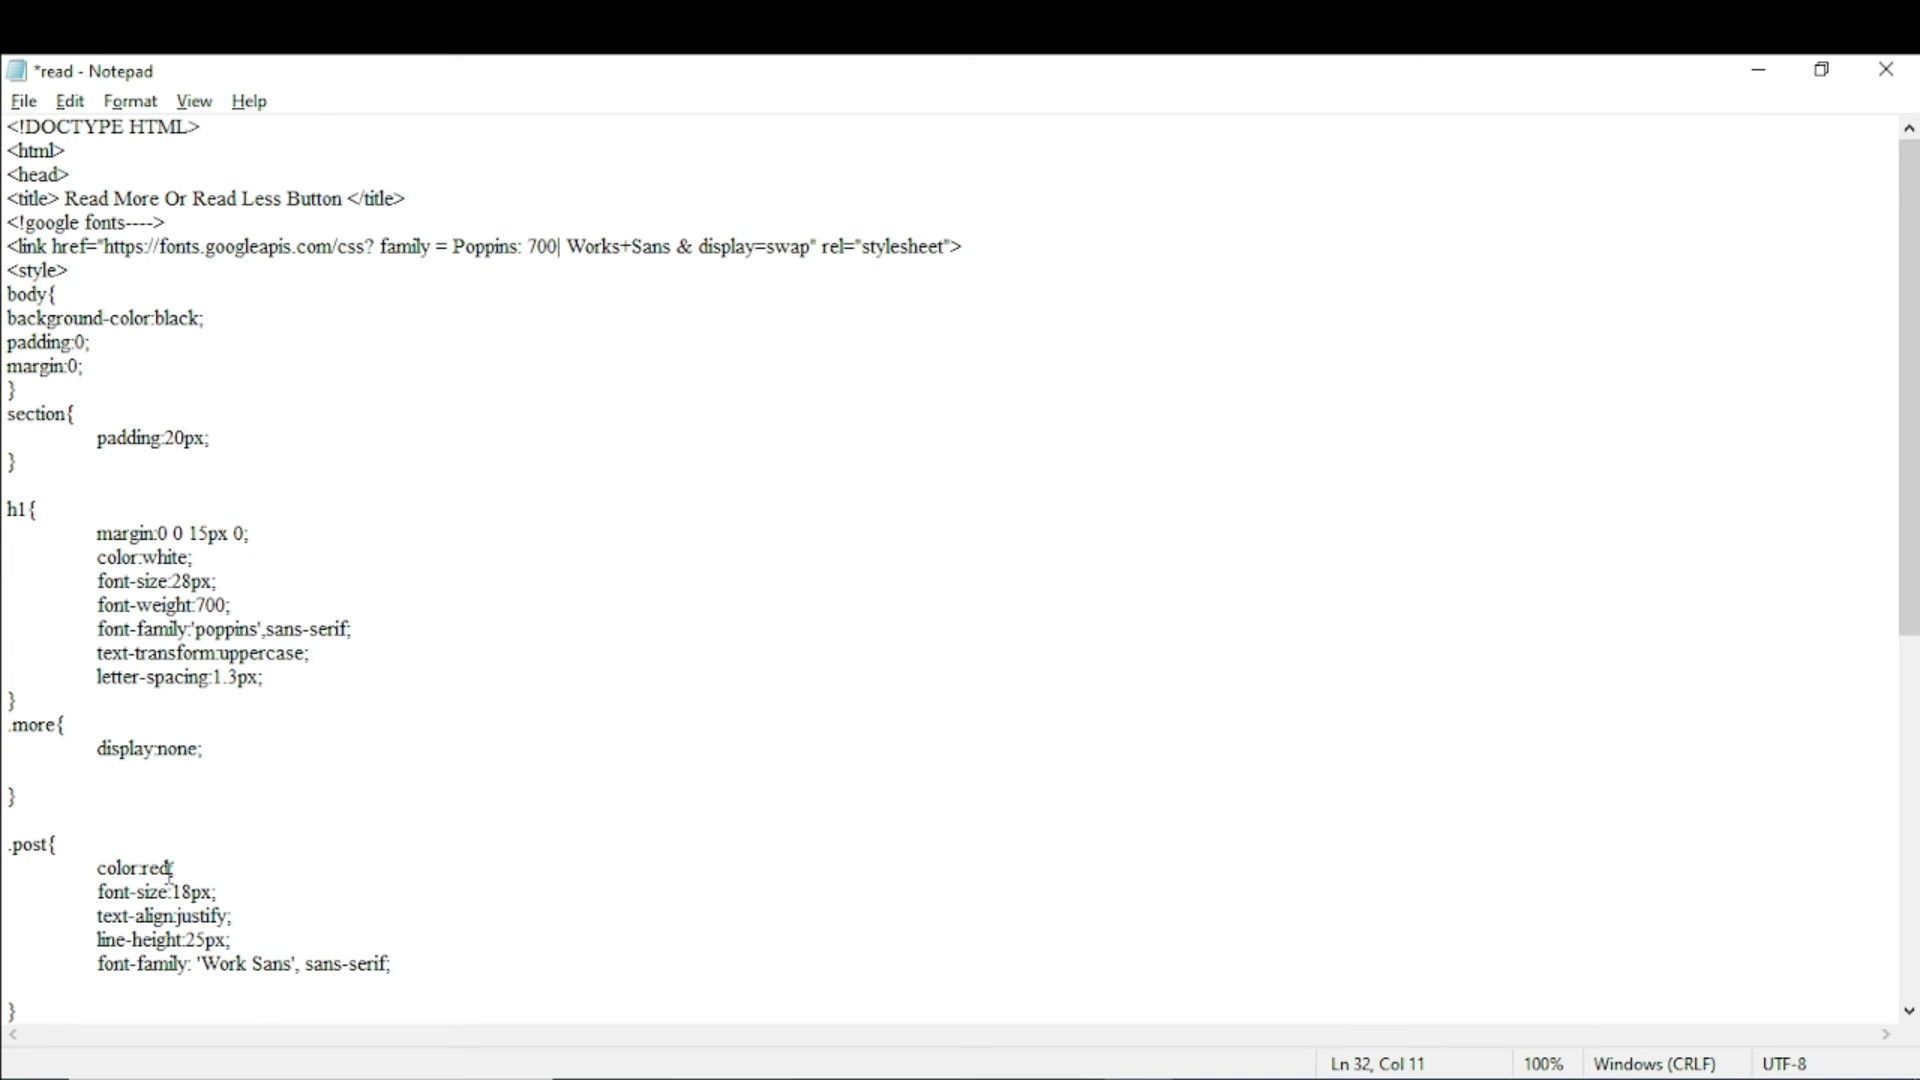 *read - Notepad
File Edit Format View Help
<!DOCTYPE HTML>
<html>
<head>
<title> Read More Or Read Less Button </title>
<!google fonts---->
<link href="https://fonts.googleapis.com/css? family = Poppins: 700| Works+Sans & display=swap" rel="stylesheet">
<style>
body{
background-color:black;
padding:0;
margin:0;
}
section{
padding:20px;
}
h1{
margin:0 0 15px 0;
color:white;
font-size:28px;
font-weight:700;
font-family:'poppins',sans-serif;
text-transform:uppercase;
letter-spacing:1.3px;
}
.more{
display:none;
}
.post{
color:red;
font-size:18px;
text-align:justify;
line-height:25px;
font-family: 'Work Sans', sans-serif;
}
Ln 32, Col 11 100% Windows (CRLF) UTF-8